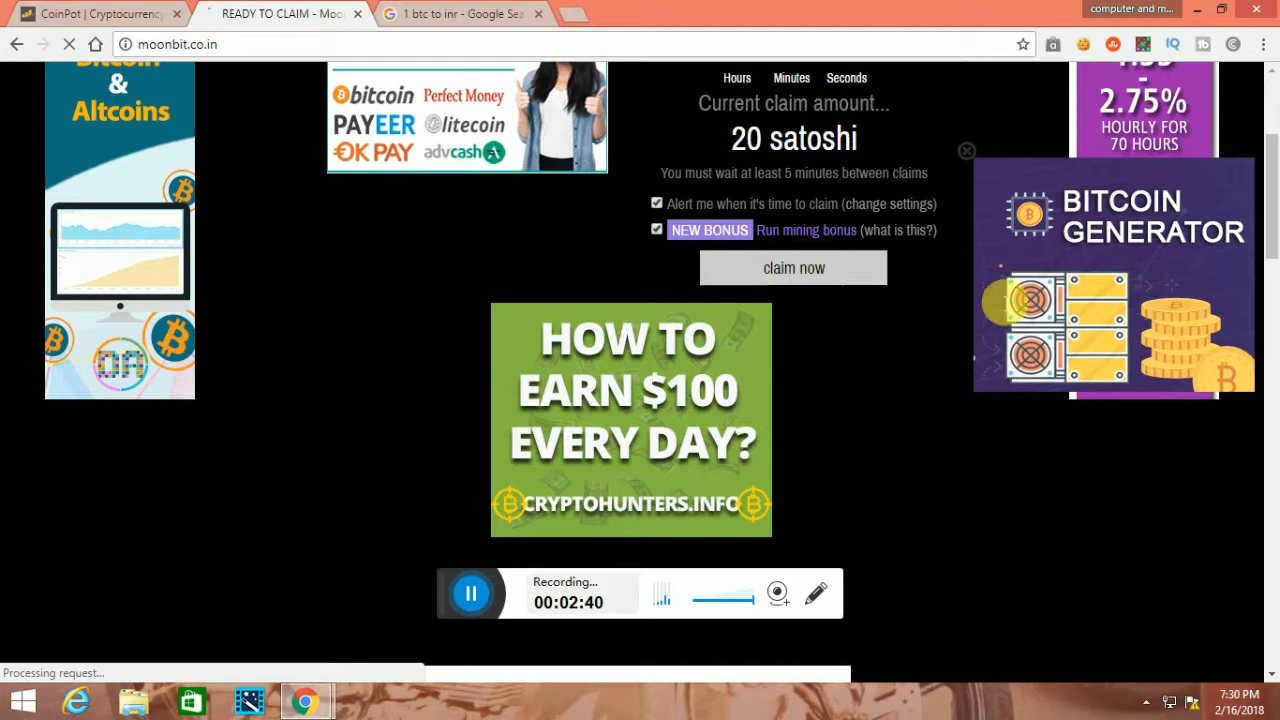 CoinPot | Cryptocurrency
READY TO CLAIM - Moo
1 btc to inr - Google Sea
computer and m...
moonbit.co.in
Bitcoin
&
Altcoins
bitcoin Perfect Money
PAYEER litecoin
OK PAY advcash
Hours Minutes Seconds
Current claim amount...
20 satoshi
You must wait at least 5 minutes between claims
Alert me when it's time to claim (change settings)
NEW BONUS Run mining bonus (what is this?)
claim now
-
2.75%
HOURLY FOR
70 HOURS
BITCOIN
GENERATOR
HOW TO
EARN $100
EVERY DAY?
CRYPTOHUNTERS.INFO
Recording...
00:02:40
Processing request...
7:30 PM
2/16/2018